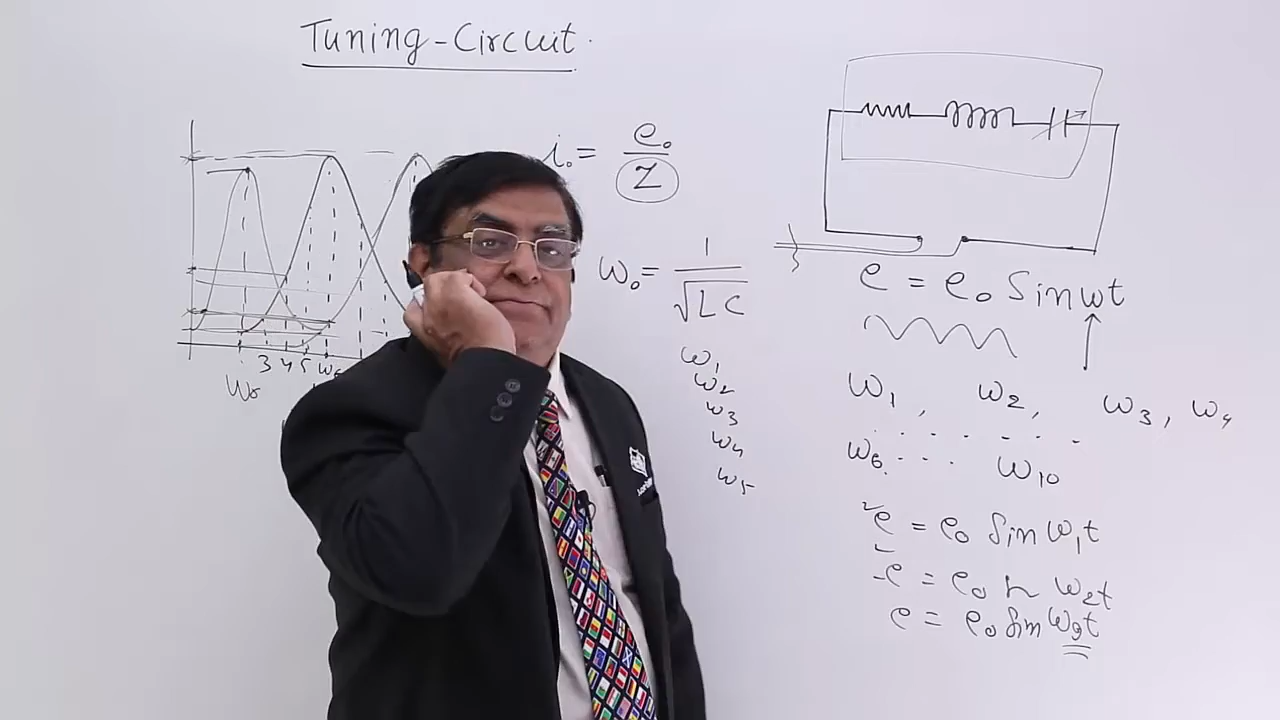 Tuning-Circuit
i₀ = e₀/Z
ω₀ = 1/√LC
ω₁
ω₂
ω₃
ω₄
ω₅
3 4 5 ω₆
e = e₀ Sin ωt
ω₁, ω₂, ω₃, ω₄
ω₆ . . . ω₁₀
e = e₀ Sin ω₁t
e = e₀ ω₂t
e = e₀ Sin ω₉t